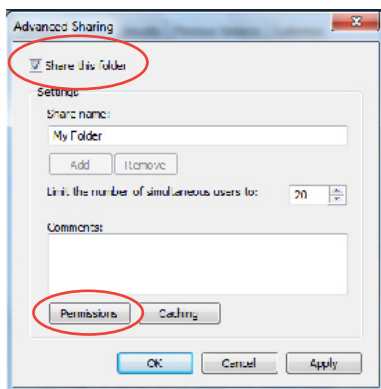 Advanced Sharing
Share this folder
Settings
Share name:
My Folder
Add Remove
Limit the number of simultaneous users to: 20
Comments:
Permissions Caching
OK Cancel Apply